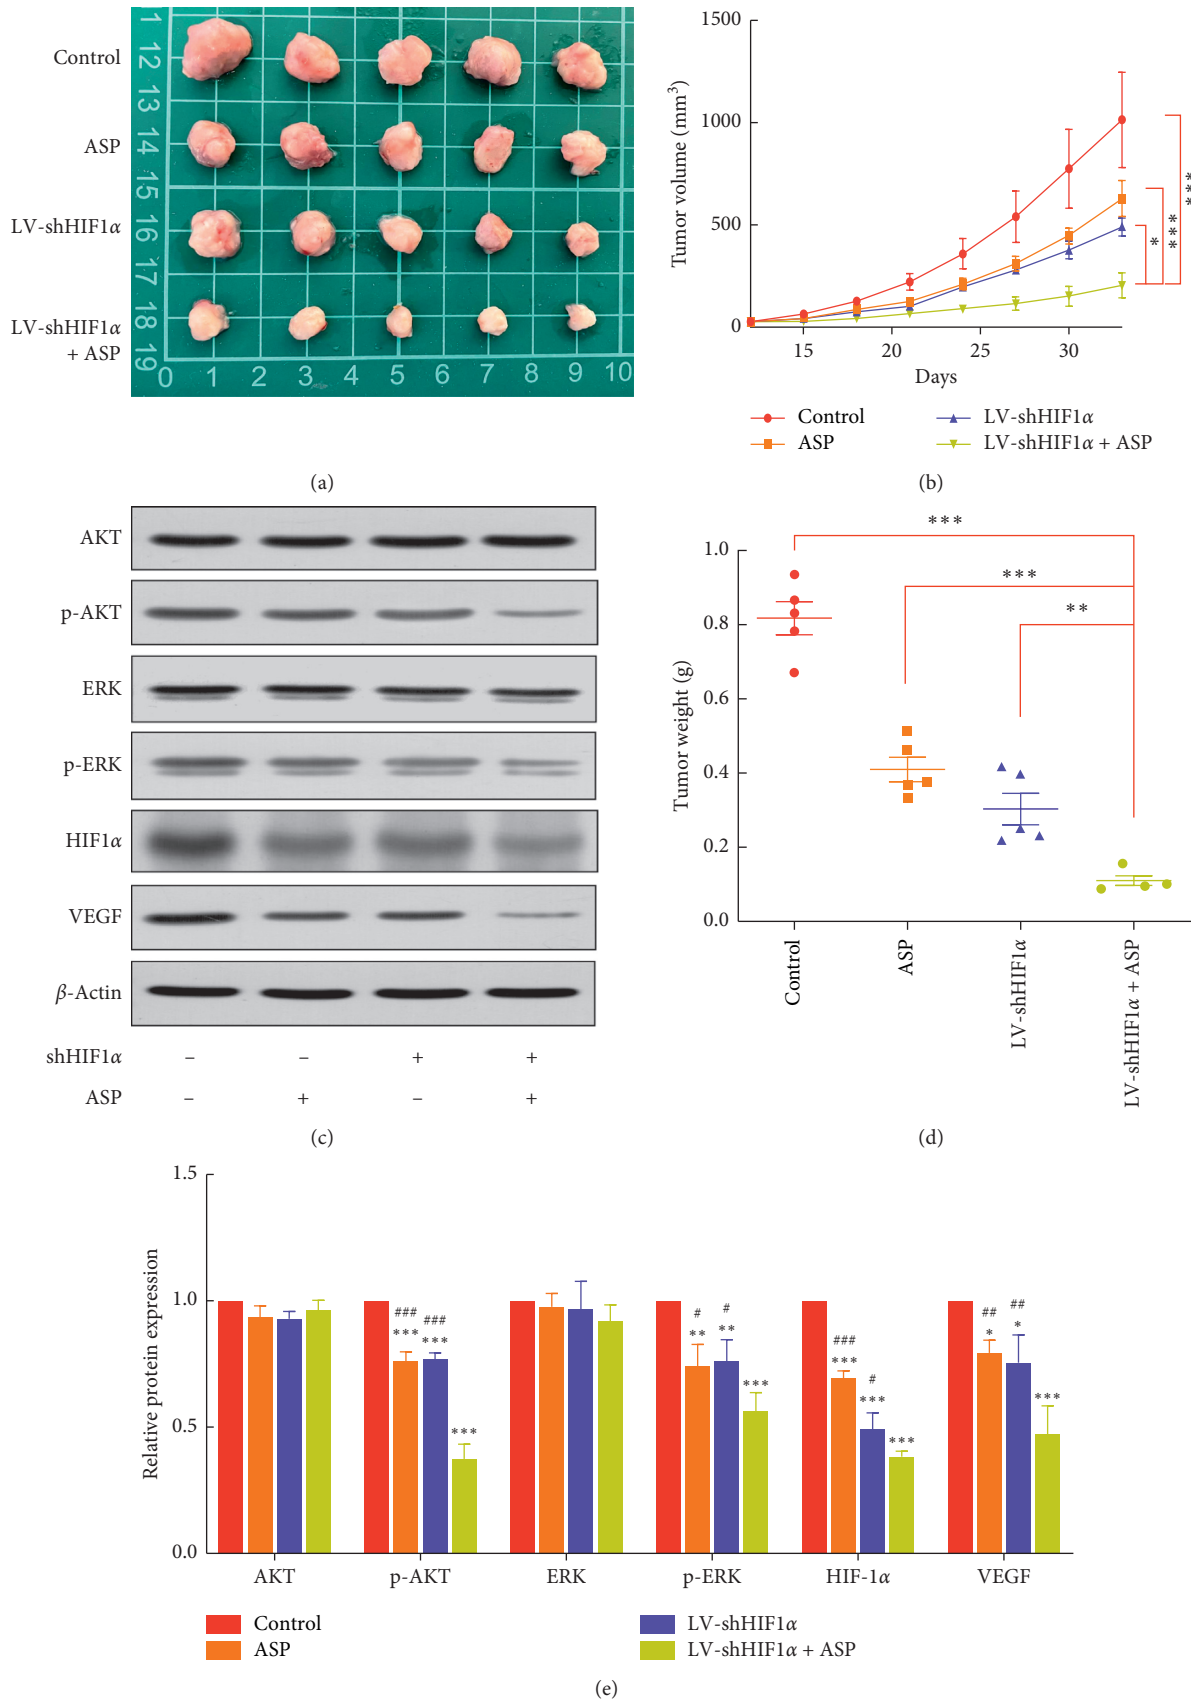 Control
ASP
LV-shHIF1α
LV-shHIF1α
+ ASP
1
12
13
14
15
16
17
18
19
0 1 2 3 4 5 6 7 8 9 10
(a)
Tumor volume (mm³)
1500
1000
500
0
15 20 25 30
Days
*
***
***
Control
ASP
LV-shHIF1α
LV-shHIF1α + ASP
(b)
AKT
p-AKT
ERK
p-ERK
HIF1α
VEGF
β-Actin
shHIF1α – – + +
ASP – + – +
(c)
Tumor weight (g)
1.0
0.8
0.6
0.4
0.2
0.0
***
***
**
Control
ASP
LV-shHIF1α
LV-shHIF1α + ASP
(d)
Relative protein expression
1.5
1.0
0.5
0.0
### ***
### ***
***
# **
# **
***
### ***
# ***
***
## *
## *
***
AKT p-AKT ERK p-ERK HIF-1α VEGF
Control
ASP
LV-shHIF1α
LV-shHIF1α + ASP
(e)